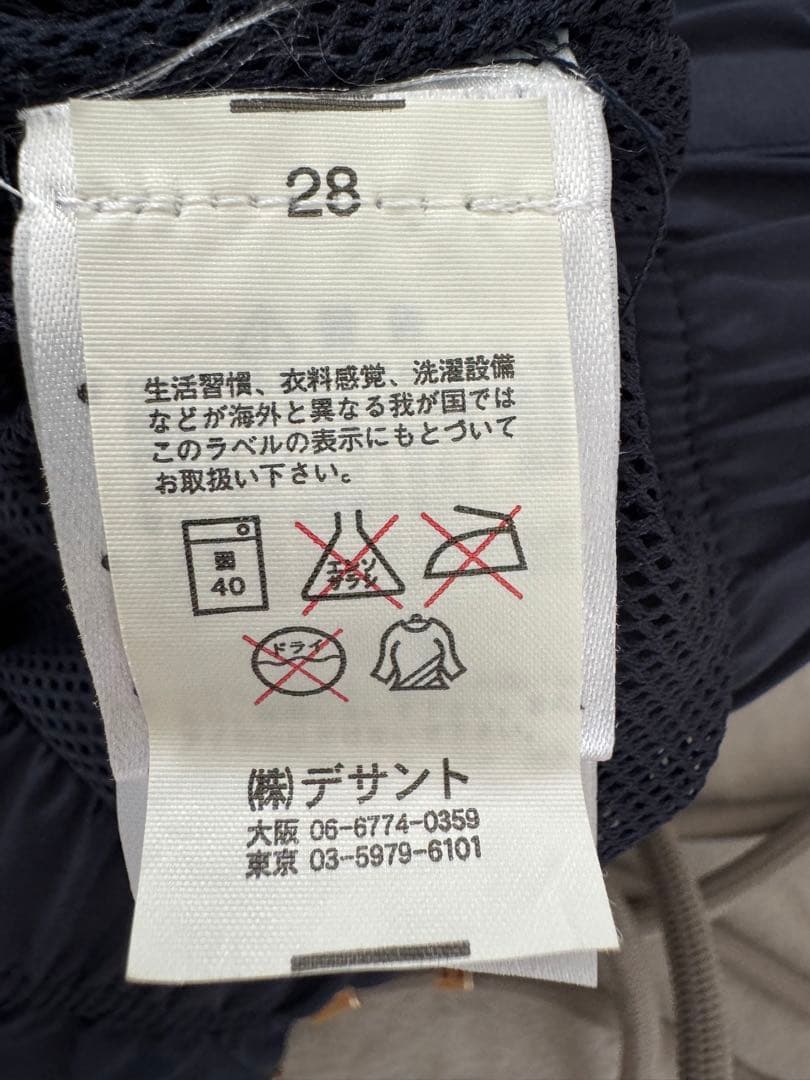 28
生活習慣、衣料感覚、洗濯設備
などが海外と異なる我が国では
このラベルの表示にもとづいて
お取扱い下さい。
40
エンソ
サラシ
ドライ
㈱デサント
大阪 06-6774-0359
東京 03-5979-6101